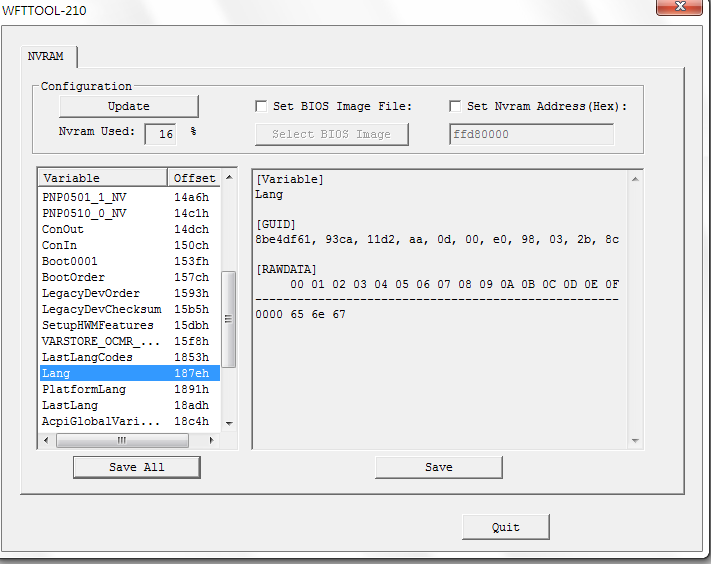 WFTTOOL-210
NVRAM
Configuration
Update
Set BIOS Image File:
Set Nvram Address(Hex):
Nvram Used: 16 %
Select BIOS Image
ffd80000
Variable Offset
PNP0501_1_NV 14a6h
PNP0510_0_NV 14c1h
ConOut 14dch
ConIn 150ch
Boot0001 153fh
BootOrder 157ch
LegacyDevOrder 1593h
LegacyDevChecksum 15b5h
SetupHWMFeatures 15dbh
VARSTORE_OCMR_... 15f8h
LastLangCodes 1853h
Lang 187eh
PlatformLang 1891h
LastLang 18adh
AcpiGlobalVari... 18c4h
[Variable]
Lang
[GUID]
8be4df61, 93ca, 11d2, aa, 0d, 00, e0, 98, 03, 2b, 8c
[RAWDATA]
00 01 02 03 04 05 06 07 08 09 0A 0B 0C 0D 0E 0F
--------------------------------------------------
0000 65 6e 67
Save All
Save
Quit